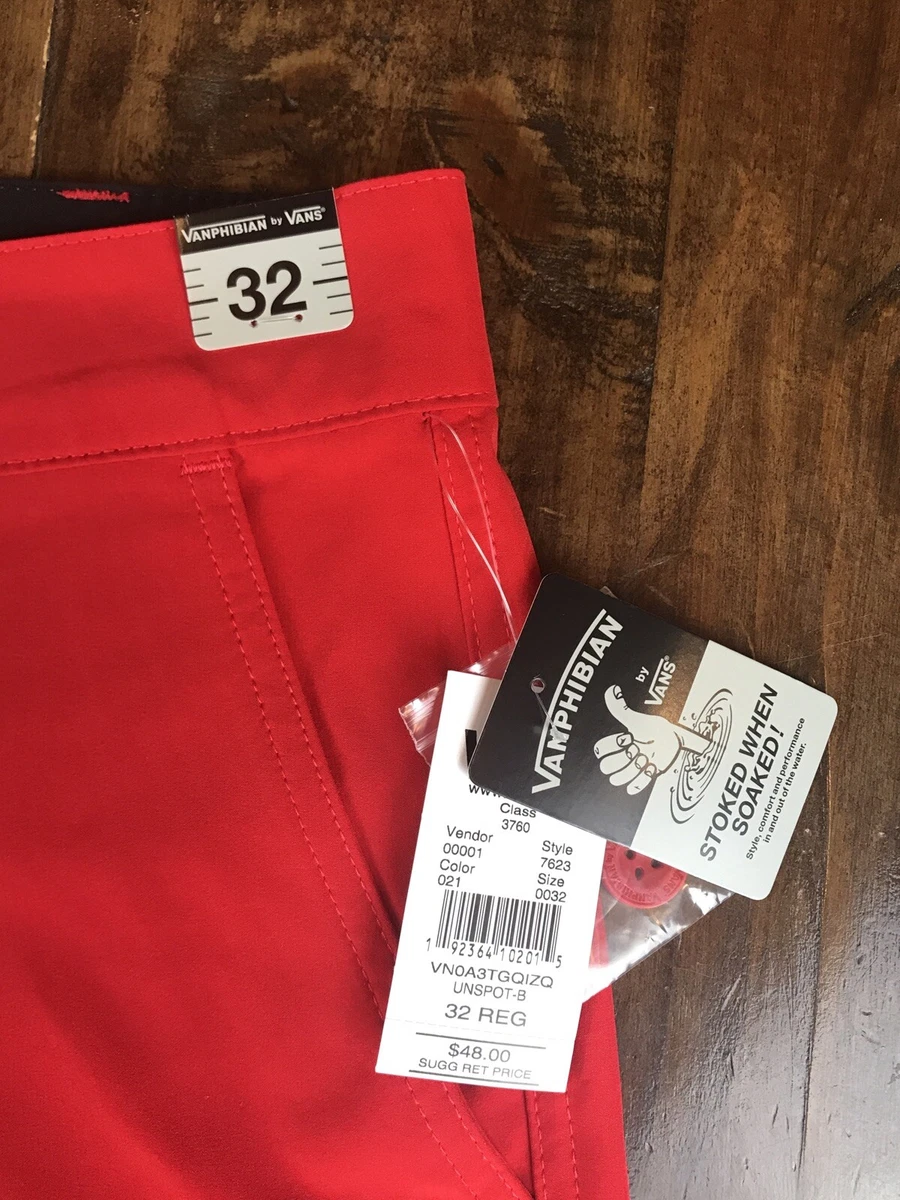 VANPHIBIAN by VANS®
32
VANPHIBIAN
by
VANS®
STOKED WHEN
SOAKED!
Style, comfort and performance
in and out of the water.
Class
3760
Vendor Style
00001 7623
Color Size
021 0032
1 92364 10201 5
VN0A3TGQIZQ
UNSPOT-B
32 REG
$48.00
SUGG RET PRICE